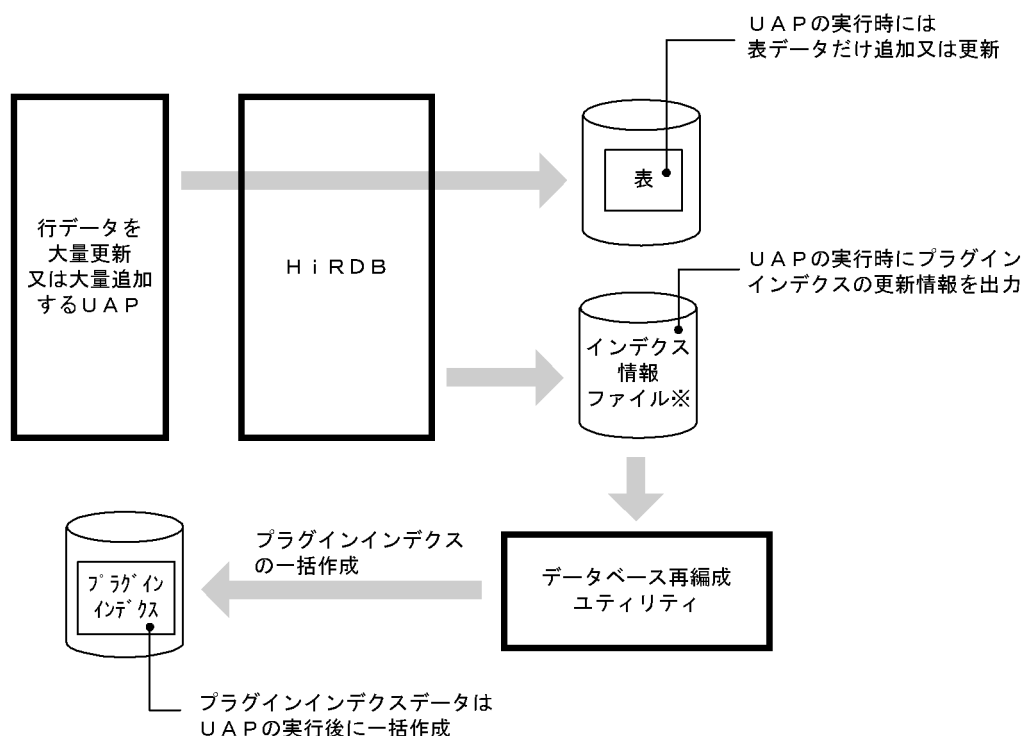 ＵＡＰの実行時には
表データだけ追加又は更新
表
行データを
大量更新
又は大量追加
するＵＡＰ
ＨｉＲＤＢ
ＵＡＰの実行時にプラグイン
インデクスの更新情報を出力
インデクス
情報
ファイル※
プラグインインデクス
の一括作成
データベース再編成
ユティリティ
ﾌﾟﾗｸﾞｲﾝ
ｲﾝﾃﾞｸｽ
プラグインインデクスデータは
ＵＡＰの実行後に一括作成